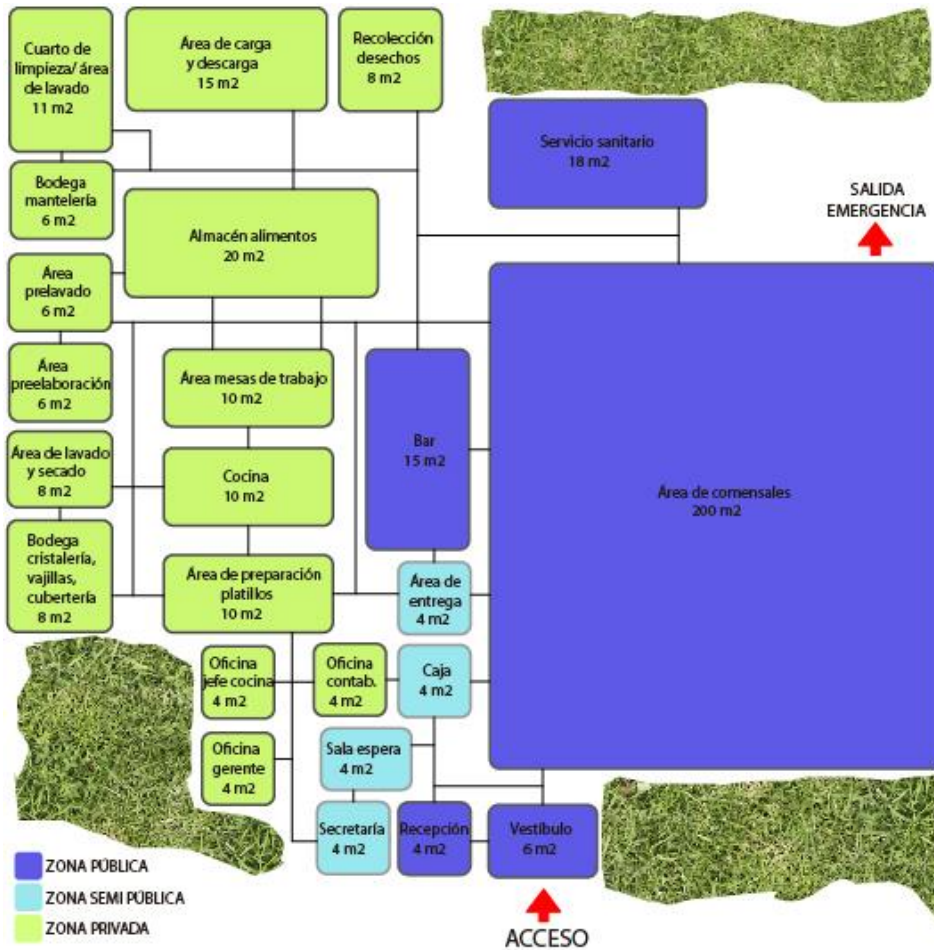 Cuarto de
limpieza/ área
de lavado
11 m2
Área de carga
y descarga
15 m2
Recolección
desechos
8 m2
Servicio sanitario
18 m2
Bodega
mantelería
6 m2
SALIDA
EMERGENCIA
Almacén alimentos
20 m2
Área
prelavado
6 m2
Área
preelaboración
6 m2
Área mesas de trabajo
10 m2
Bar
15 m2
Área de comensales
200 m2
Área de lavado
y secado
8 m2
Cocina
10 m2
Bodega
cristalería,
vajillas,
cubertería
8 m2
Área de preparación
platillos
10 m2
Área de
entrega
4 m2
Oficina
jefe cocina
4 m2
Oficina
contab.
4 m2
Caja
4 m2
Oficina
gerente
4 m2
Sala espera
4 m2
Secretaría
4 m2
Recepción
4 m2
Vestíbulo
6 m2
ZONA PÚBLICA
ZONA SEMI PÚBLICA
ZONA PRIVADA
ACCESO